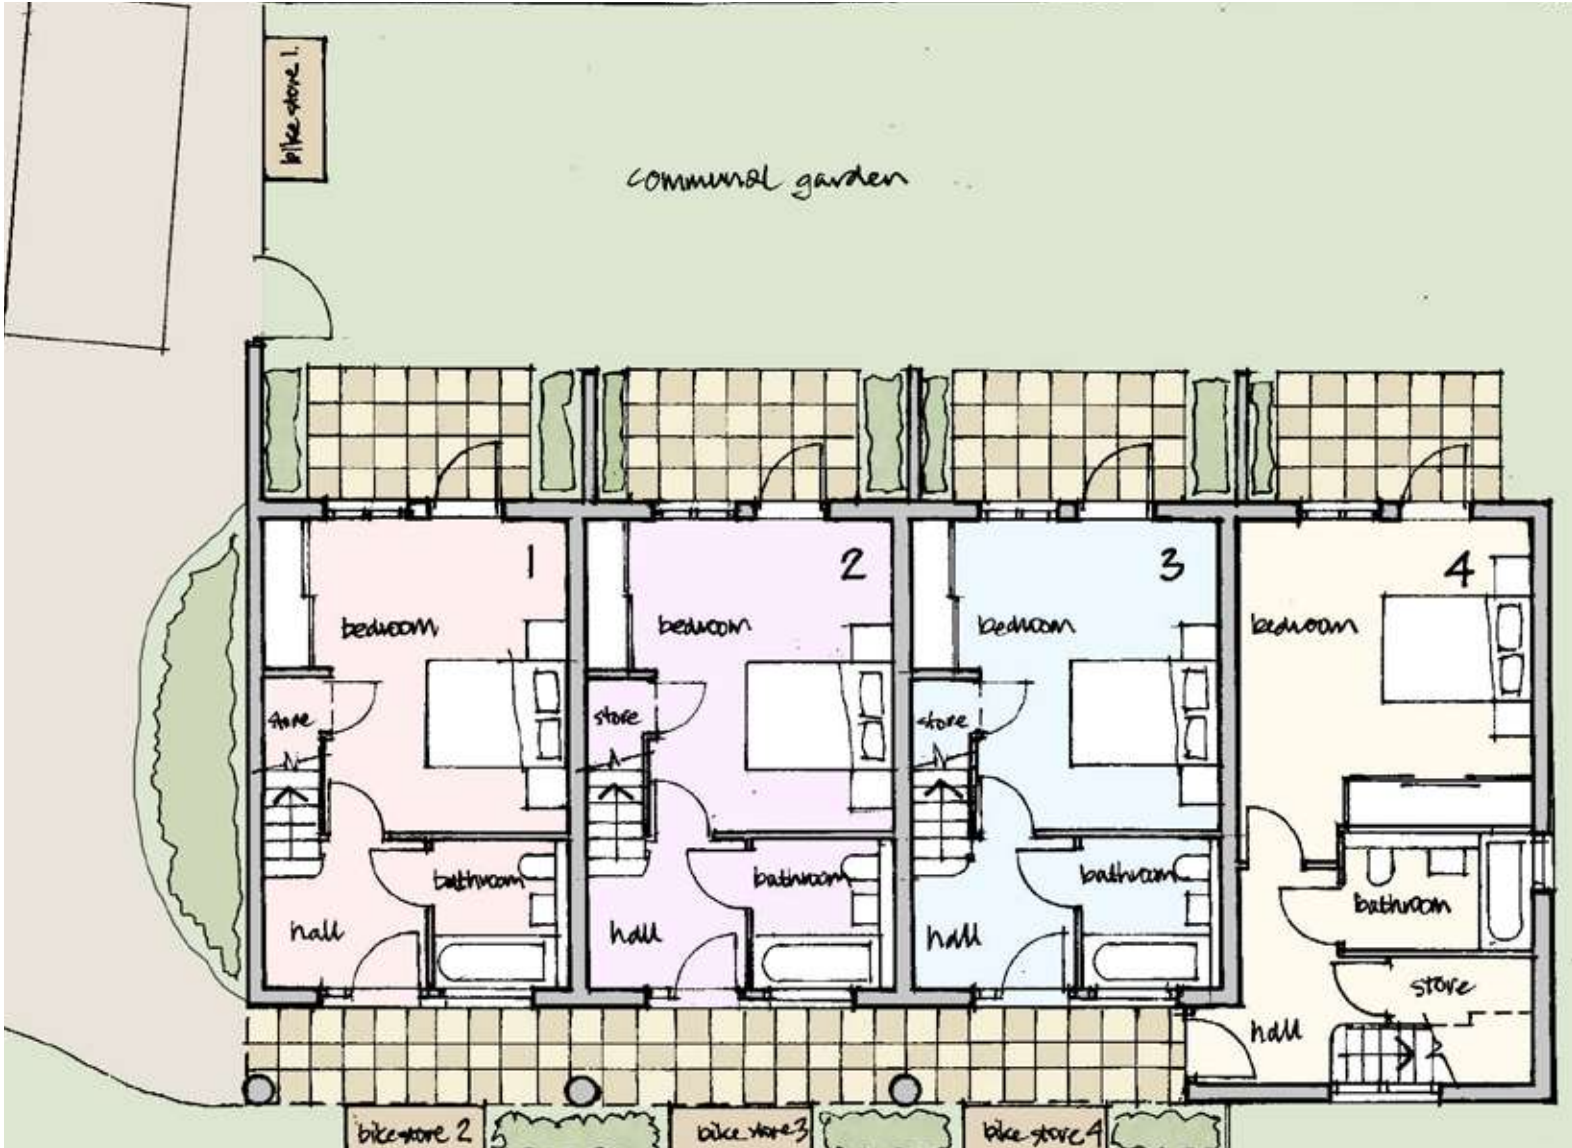 bike store 1.
communal garden
1
2
3
4
bedroom
bedroom
bedroom
bedroom
store
store
store
bathroom
bathroom
bathroom
bathroom
hall
hall
hall
store
hall
bike store 2
bike store 3
bike store 4